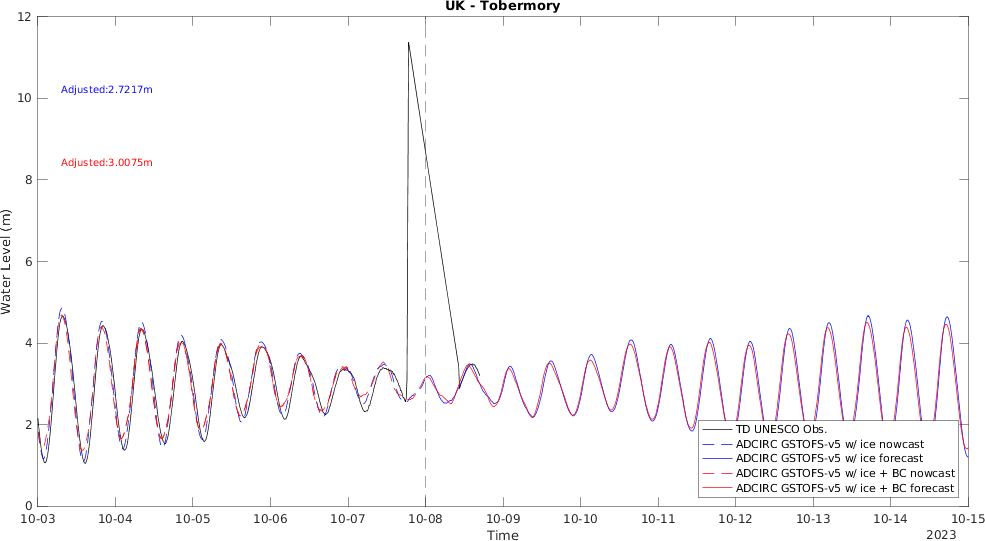 UK - Tobermory
12
10
8
6
4
2
0
Water Level (m)
Adjusted:2.7217m
Adjusted:3.0075m
TD UNESCO Obs.
ADCIRC GSTOFS-v5 w/ ice nowcast
ADCIRC GSTOFS-v5 w/ ice forecast
ADCIRC GSTOFS-v5 w/ ice + BC nowcast
ADCIRC GSTOFS-v5 w/ ice + BC forecast
10-03 10-04 10-05 10-06 10-07 10-08 10-09 10-10 10-11 10-12 10-13 10-14 10-15
Time
2023